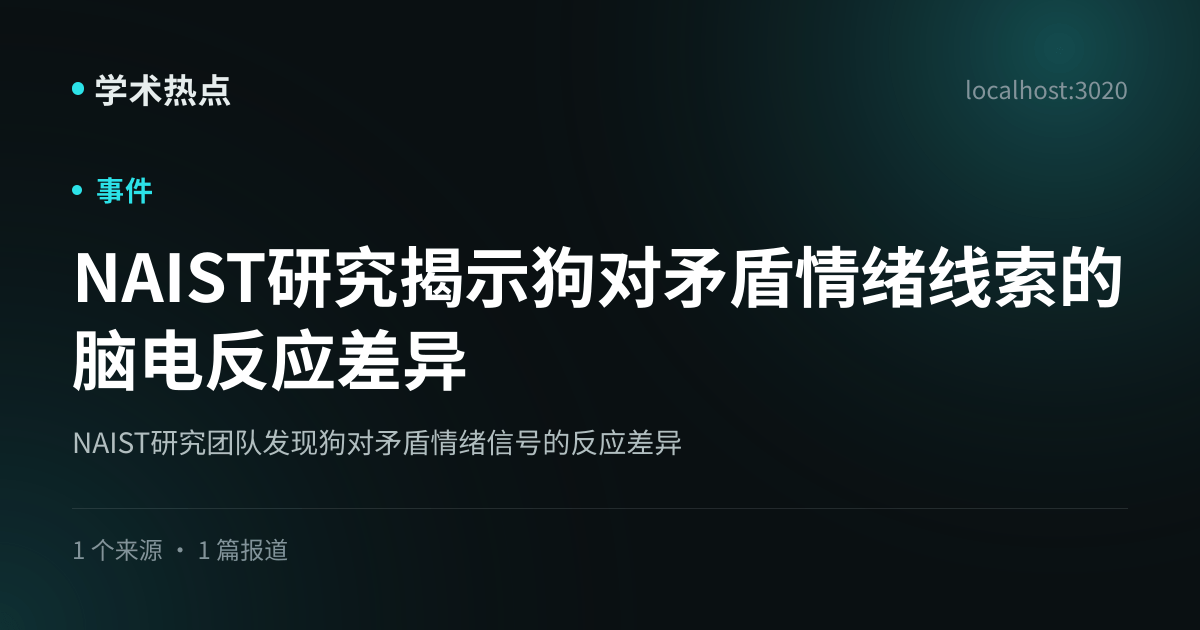 学术热点
localhost:3020
事件
NAIST研究揭示狗对矛盾情绪线索的
脑电反应差异
NAIST研究团队发现狗对矛盾情绪信号的反应差异
1 个来源 · 1 篇报道